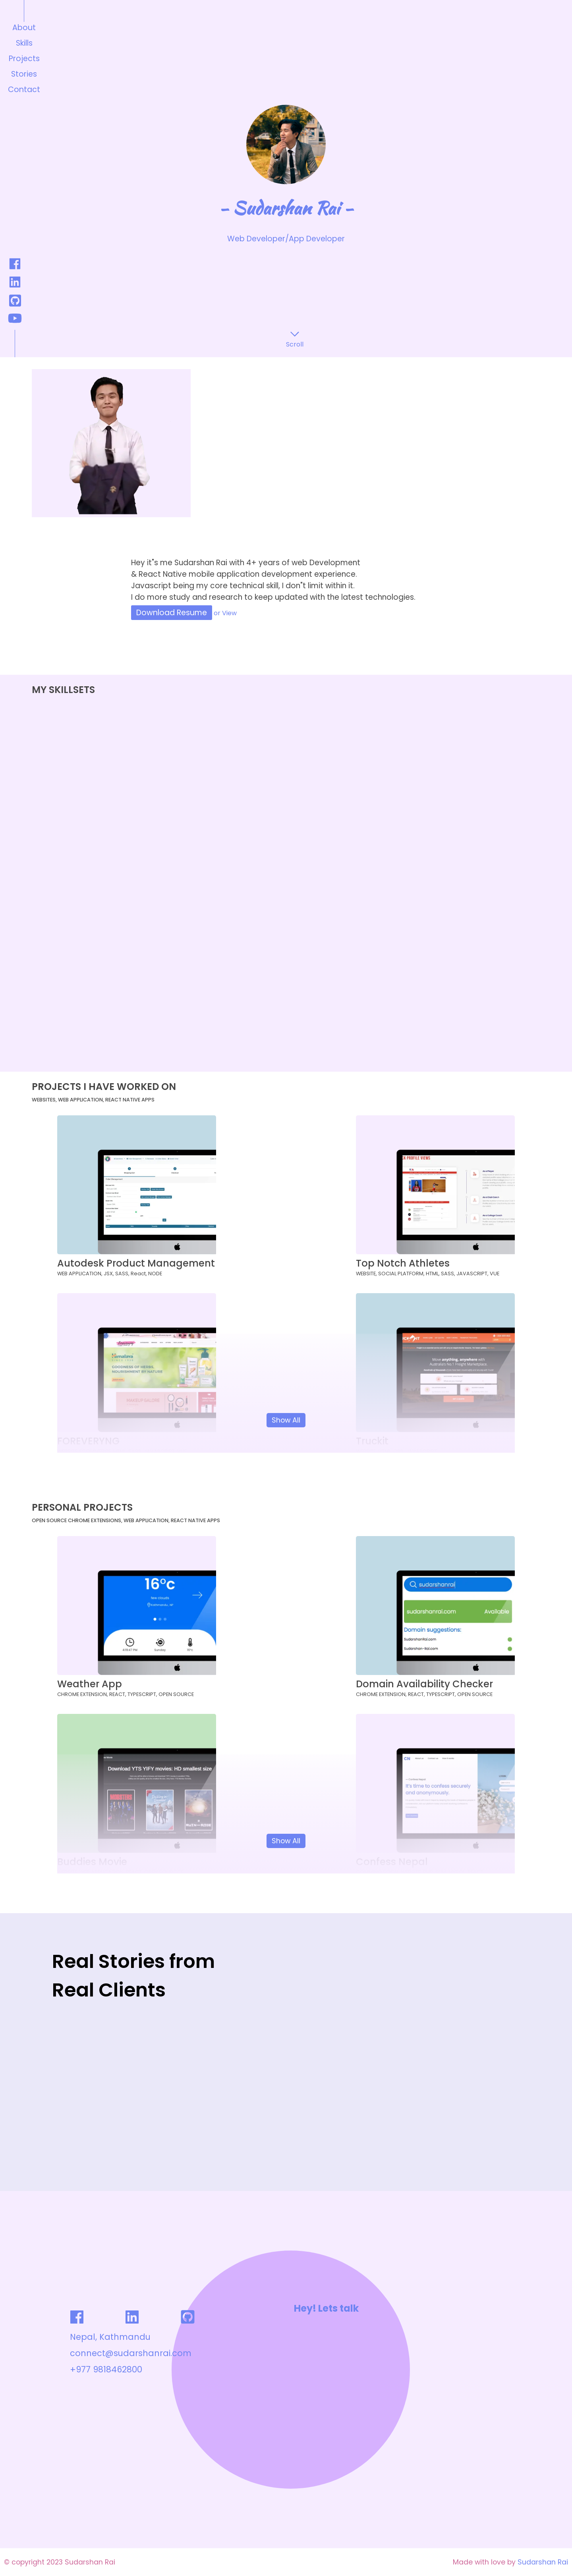 About
Skills
Projects
Stories
Contact
- Sudarshan Rai -
Web Developer/App Developer
Scroll
Hey it"s me Sudarshan Rai with 4+ years of web Development
& React Native mobile application development experience.
Javascript being my core technical skill, I don"t limit within it.
I do more study and research to keep updated with the latest technologies.
Download Resume or View
MY SKILLSETS
PROJECTS I HAVE WORKED ON
WEBSITES, WEB APPLICATION, REACT NATIVE APPS
Autodesk Product Management
WEB APPLICATION, JSX, SASS, React, NODE
Top Notch Athletes
WEBSITE, SOCIAL PLATFORM, HTML, SASS, JAVASCRIPT, VUE
FOREVERYNG
Truckit
Show All
PERSONAL PROJECTS
OPEN SOURCE CHROME EXTENSIONS, WEB APPLICATION, REACT NATIVE APPS
16°c
Weather App
CHROME EXTENSION, REACT, TYPESCRIPT, OPEN SOURCE
sudarshanrai
sudarshanrai.com Available
Domain suggestions:
Domain Availability Checker
CHROME EXTENSION, REACT, TYPESCRIPT, OPEN SOURCE
Download YTS YIFY movies: HD smallest size
Buddies Movie
It's time to confess securely
and anonymously.
Confess Nepal
Show All
Real Stories from
Real Clients
Hey! Lets talk
Nepal, Kathmandu
connect@sudarshanrai.com
+977 9818462800
© copyright 2023 Sudarshan Rai
Made with love by Sudarshan Rai